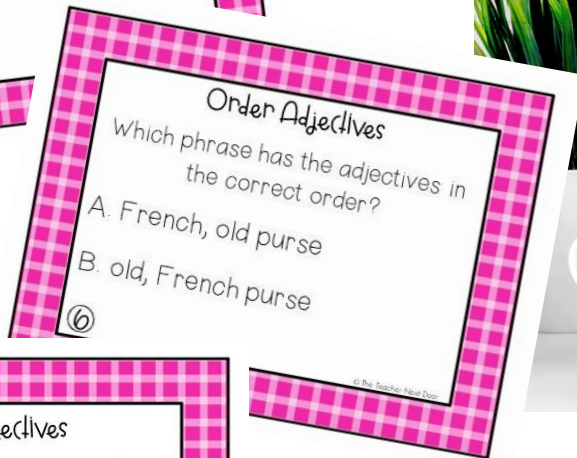 Order Adjectives
Which phrase has the adjectives in
the correct order?
A. French, old purse
B. old, French purse
6
© The Teacher Next Door
ectives